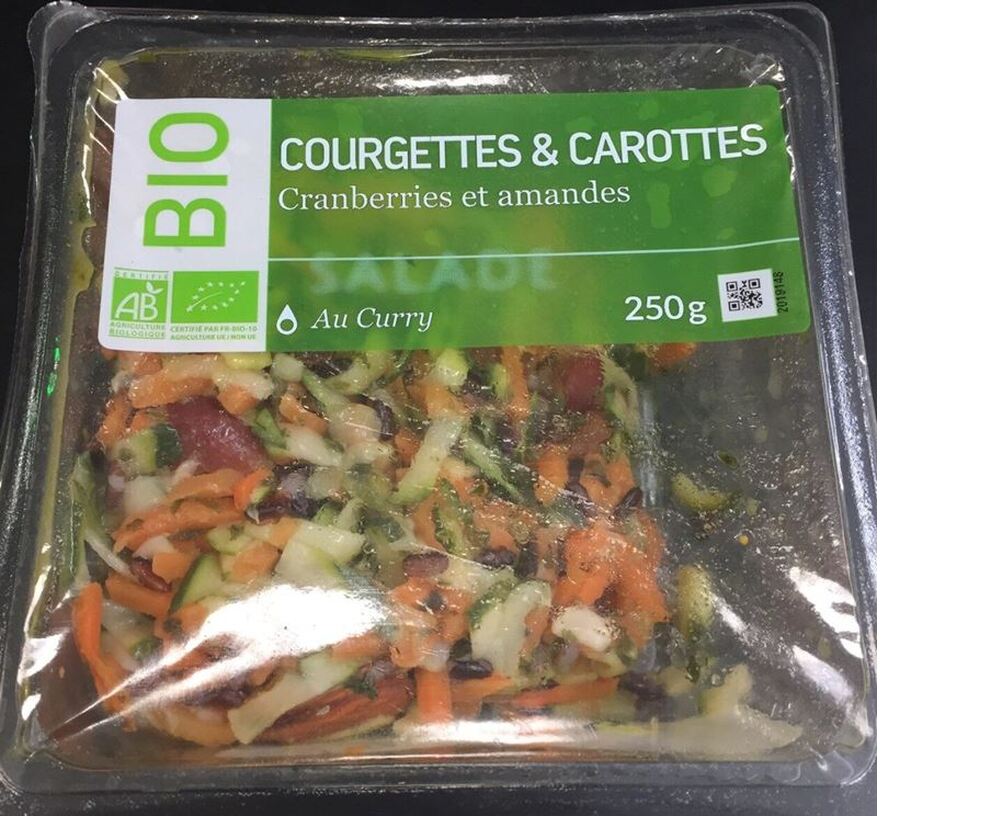 BIO
COURGETTES & CAROTTES
Cranberries et amandes
SALADE
Au Curry
250g
2019148
CERTIFIÉ
AB
AGRICULTURE
BIOLOGIQUE
CERTIFIÉ PAR FR-BIO-10
AGRICULTURE UE / NON UE